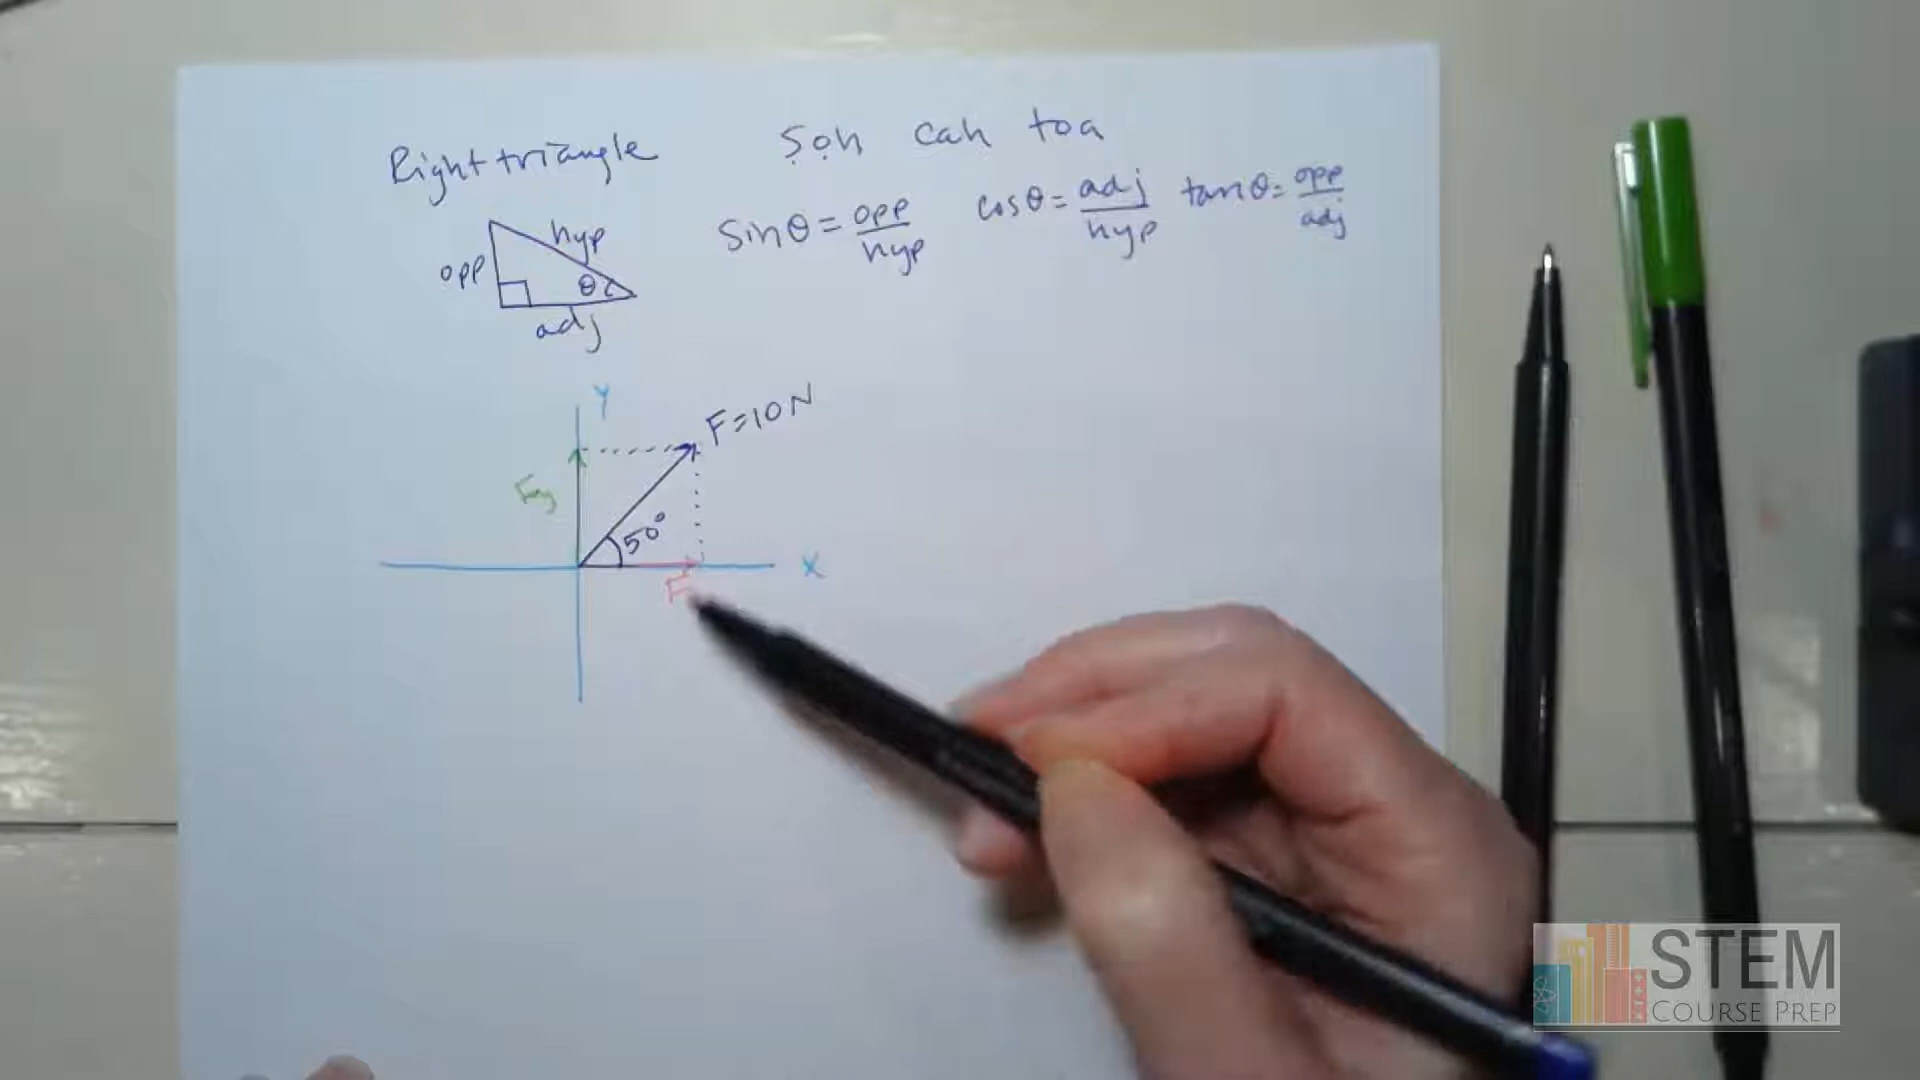 Right triangle
Soh cah toa
sinθ = opp/hyp
cosθ = adj/hyp
tanθ = opp/adj
hyp
opp
θ
adj
Y
F=10N
Fy
50°
X
F
STEM
COURSE PREP